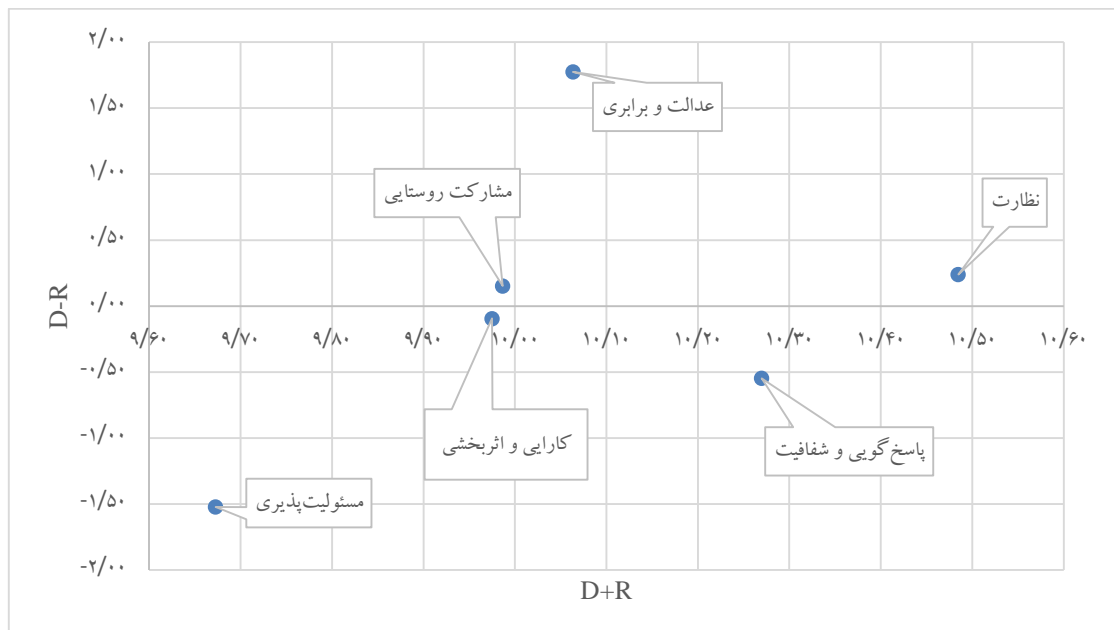 ۲/۰۰
۱/۵۰
۱/۰۰
۰/۵۰
۰/۰۰
-۰/۵۰
-۱/۰۰
-۱/۵۰
-۲/۰۰
D-R
۹/۶۰ ۹/۷۰ ۹/۸۰ ۹/۹۰ ۱۰/۰۰ ۱۰/۱۰ ۱۰/۲۰ ۱۰/۳۰ ۱۰/۴۰ ۱۰/۵۰ ۱۰/۶۰
D+R
عدالت و برابری
مشارکت روستایی
نظارت
کارایی و اثربخشی
پاسخ‌گویی و شفافیت
مسئولیت‌پذیری